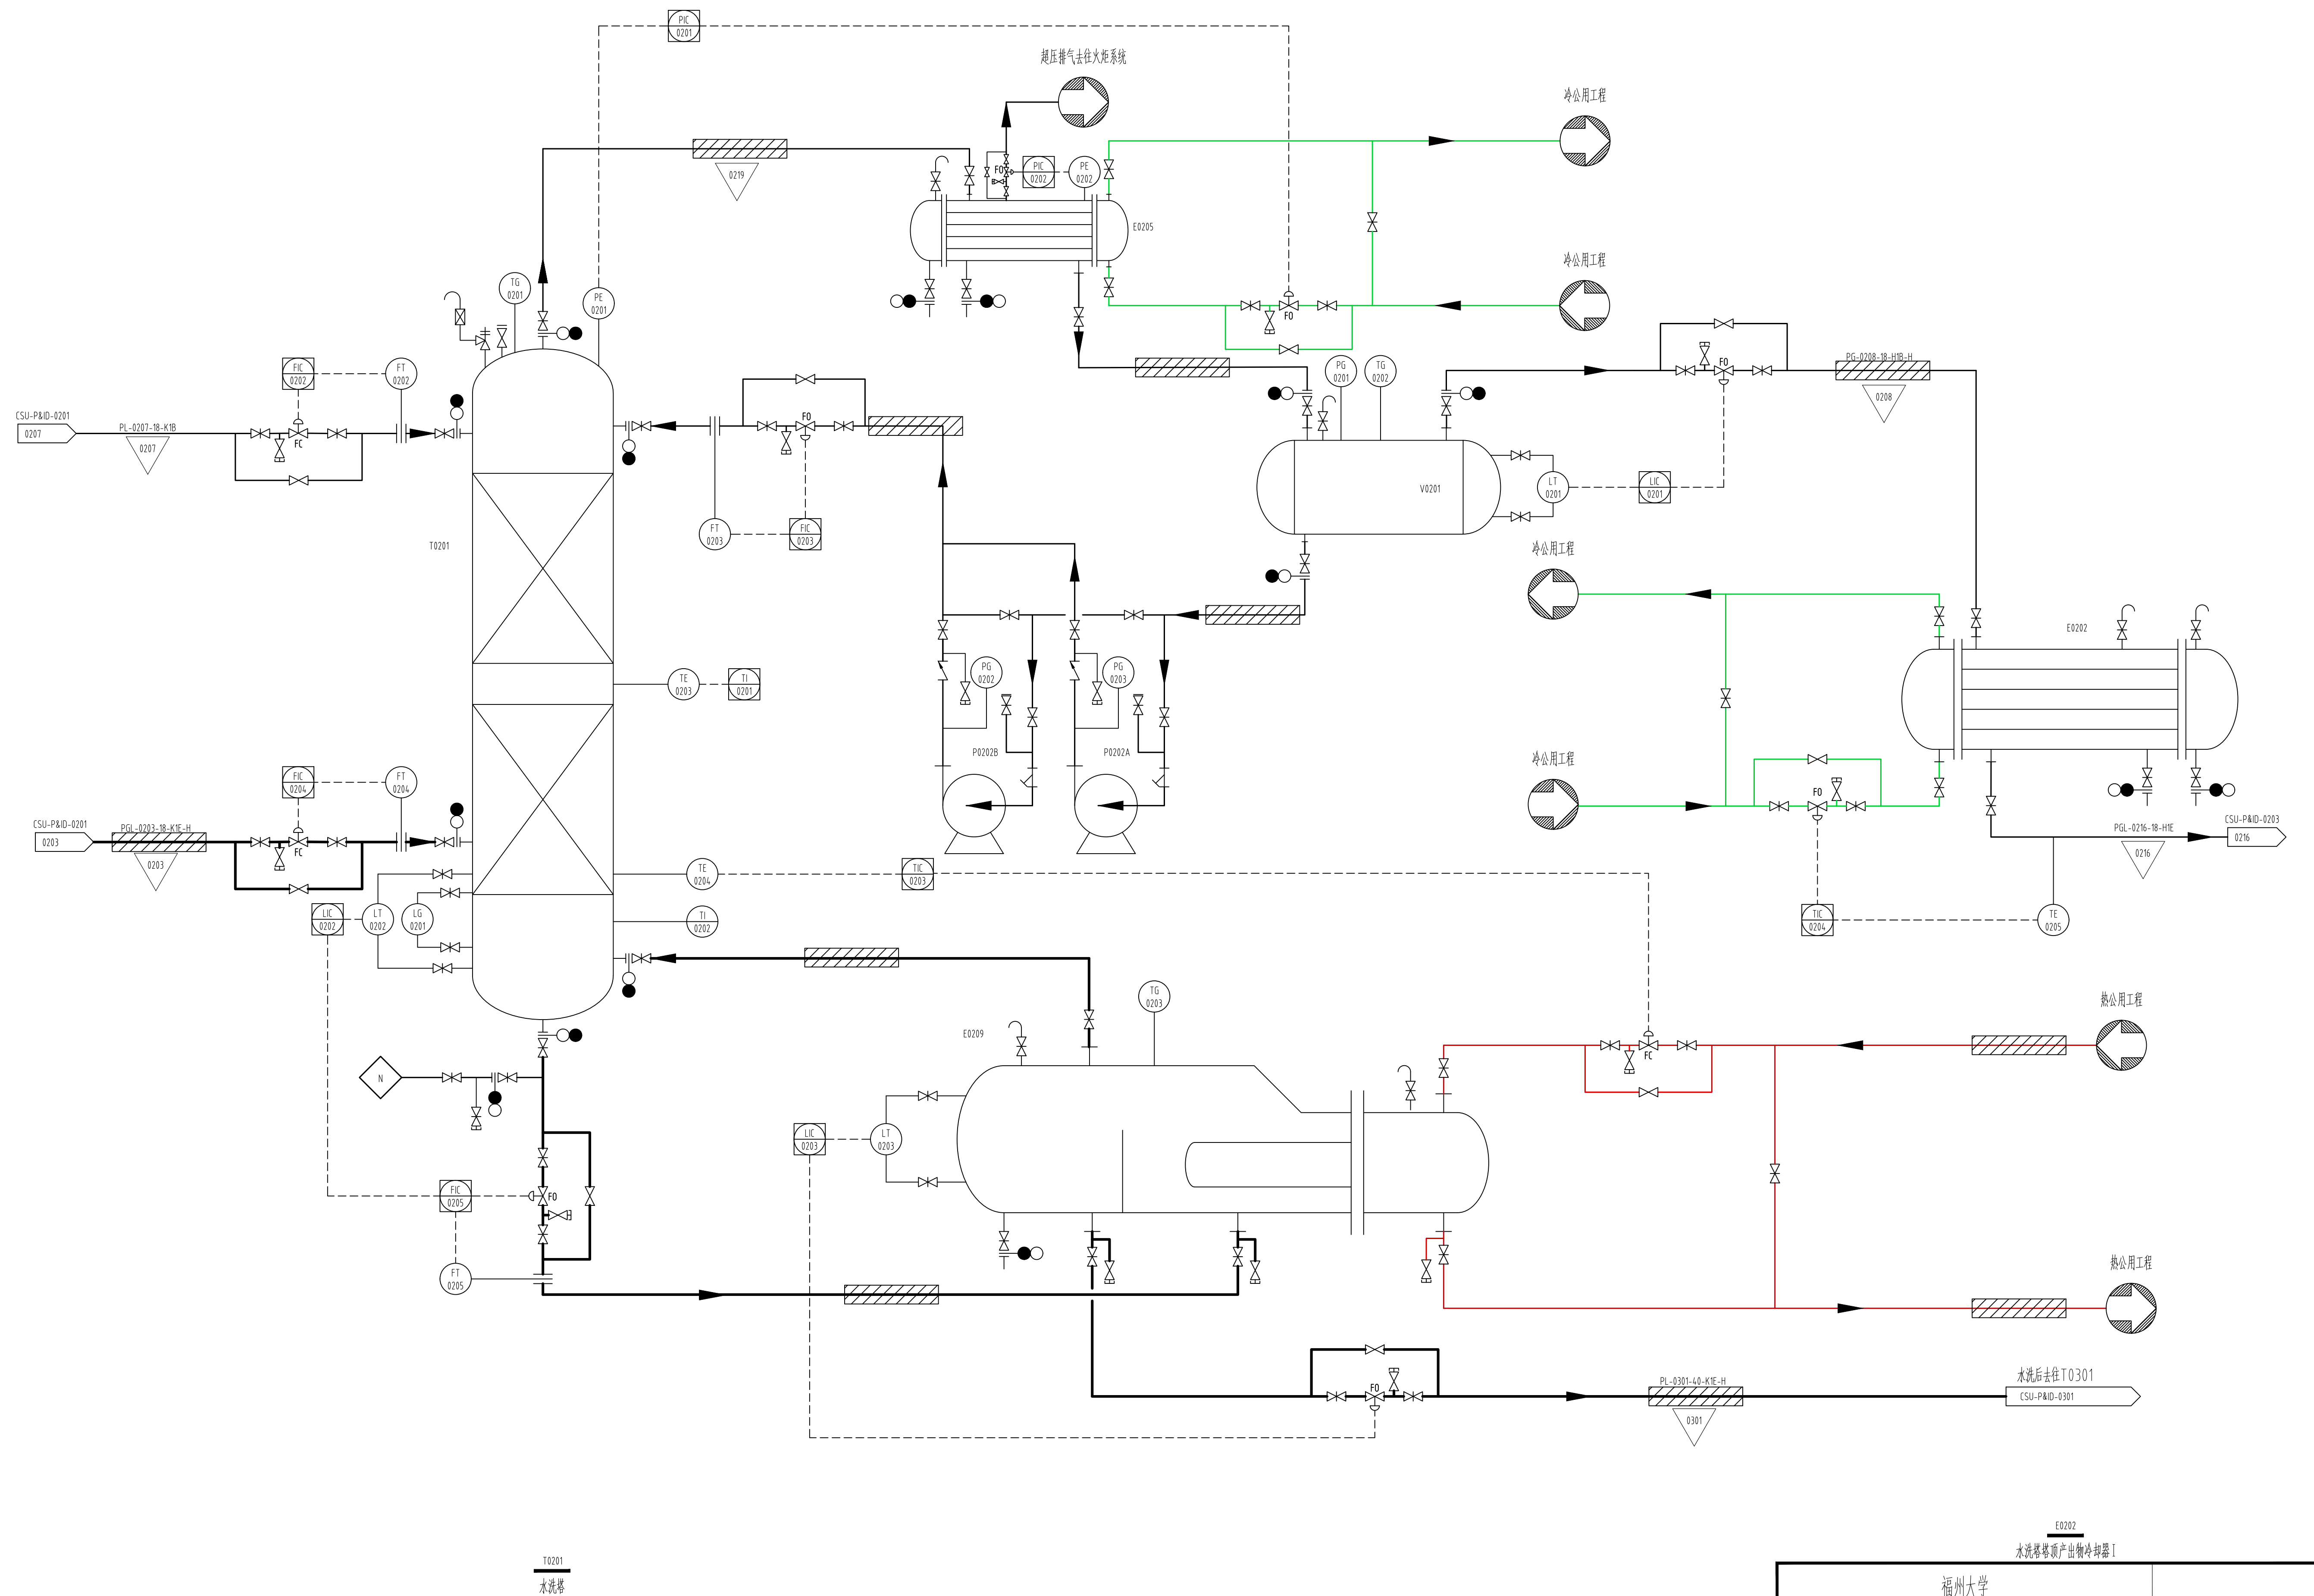 PIC
0201
超压排气去往火炬系统
冷公用工程
0219
FO
PIC
0202
PE
0202
E0205
TG
0201
PE
0201
冷公用工程
FO
FIC
0202
FT
0202
CSU-P&ID-0201
0207
PL-0207-18-K1B
0207
FC
FO
FT
0203
FIC
0203
PG
0201
TG
0202
V0201
LT
0201
LIC
0201
FO
PG-0208-18-H1B-H
0208
T0201
冷公用工程
E0202
TE
0203
TI
0201
PG
0202
PG
0203
P0202B
P0202A
冷公用工程
FO
FIC
0204
FT
0204
CSU-P&ID-0201
0203
PGL-0203-18-K1E-H
0203
FC
PGL-0216-18-H1E
0216
CSU-P&ID-0203
0216
TE
0204
TIC
0203
LIC
0202
LT
0202
LG
0201
TI
0202
TIC
0204
TE
0205
TG
0203
E0209
热公用工程
FC
N
LIC
0203
LT
0203
FIC
0205
FO
FT
0205
热公用工程
FO
PL-0301-40-K1E-H
0301
水洗后去往T0301
CSU-P&ID-0301
E0202
水洗塔塔顶产出物冷却器I
T0201
水洗塔
福州大学